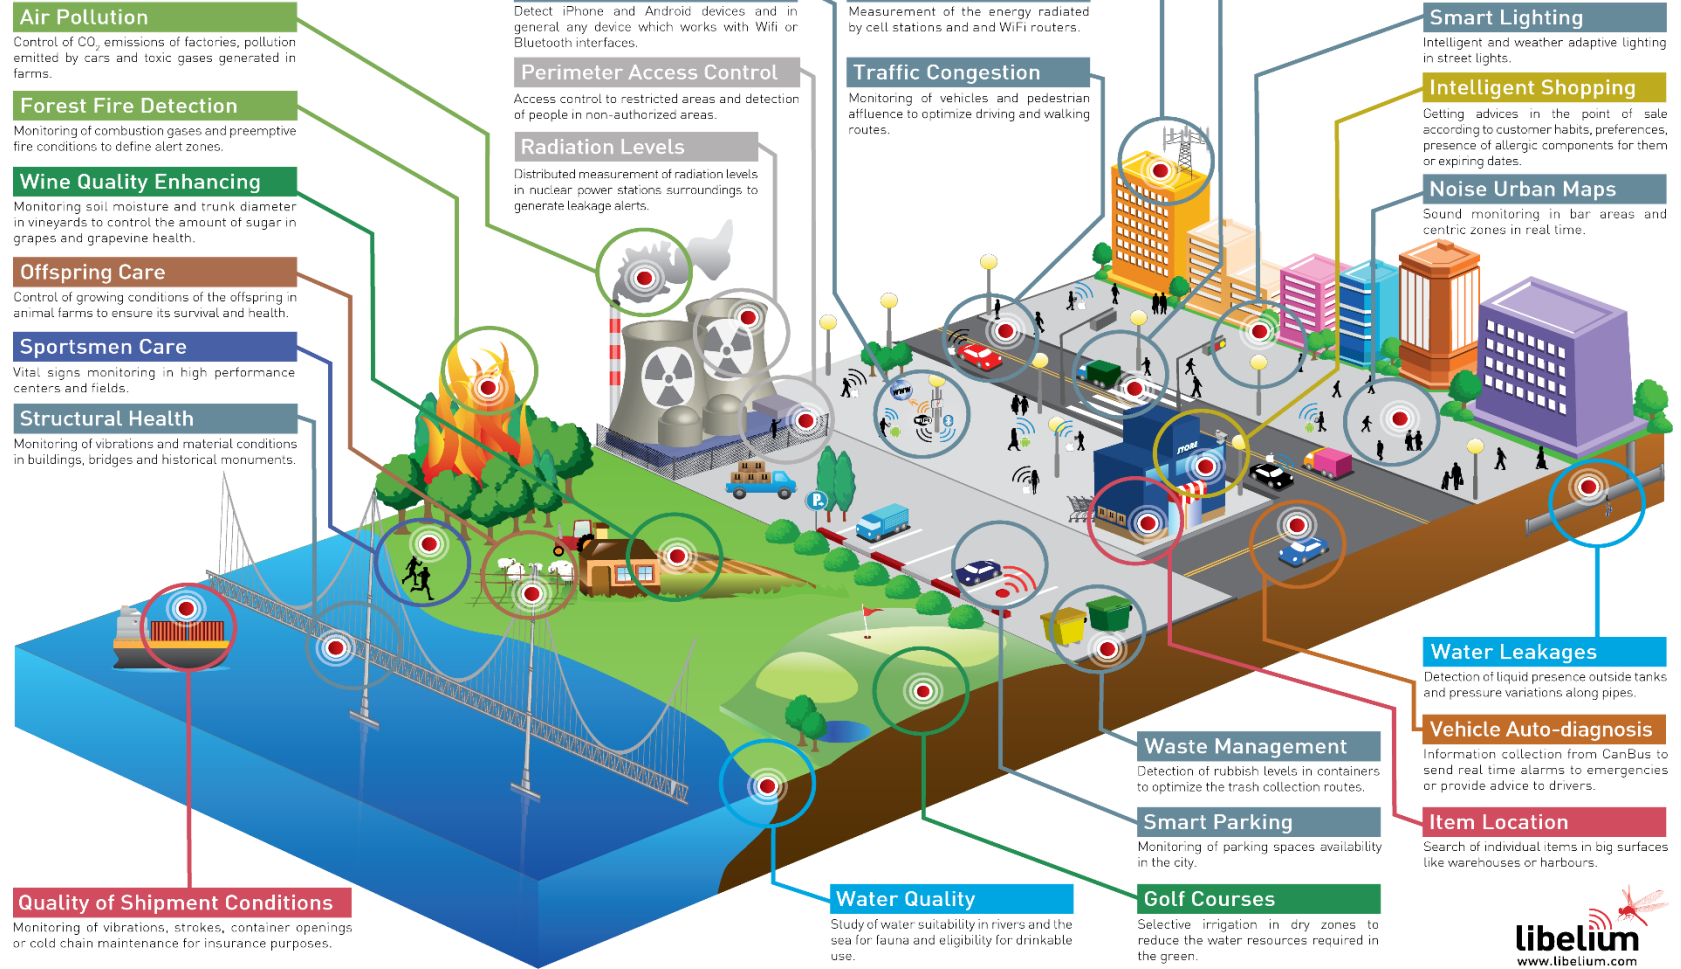 Air Pollution
Control of CO₂ emissions of factories, pollution
emitted by cars and toxic gases generated in
farms.
Forest Fire Detection
Monitoring of combustion gases and preemptive
fire conditions to define alert zones.
Wine Quality Enhancing
Monitoring soil moisture and trunk diameter
in vineyards to control the amount of sugar in
grapes and grapevine health.
Offspring Care
Control of growing conditions of the offspring in
animal farms to ensure its survival and health.
Sportsmen Care
Vital signs monitoring in high performance
centers and fields.
Structural Health
Monitoring of vibrations and material conditions
in buildings, bridges and historical monuments.
Quality of Shipment Conditions
Monitoring of vibrations, strokes, container openings
or cold chain maintenance for insurance purposes.
Detect iPhone and Android devices and in
general any device which works with Wifi or
Bluetooth interfaces.
Perimeter Access Control
Access control to restricted areas and detection
of people in non-authorized areas.
Radiation Levels
Distributed measurement of radiation levels
in nuclear power stations surroundings to
generate leakage alerts.
Measurement of the energy radiated
by cell stations and and WiFi routers.
Traffic Congestion
Monitoring of vehicles and pedestrian
affluence to optimize driving and walking
routes.
Smart Lighting
Intelligent and weather adaptive lighting
in street lights.
Intelligent Shopping
Getting advices in the point of sale
according to customer habits, preferences,
presence of allergic components for them
or expiring dates.
Noise Urban Maps
Sound monitoring in bar areas and
centric zones in real time.
www
WiFi
STORE
P
Water Leakages
Detection of liquid presence outside tanks
and pressure variations along pipes.
Vehicle Auto-diagnosis
Information collection from CanBus to
send real time alarms to emergencies
or provide advice to drivers.
Item Location
Search of individual items in big surfaces
like warehouses or harbours.
Waste Management
Detection of rubbish levels in containers
to optimize the trash collection routes.
Smart Parking
Monitoring of parking spaces availability
in the city.
Golf Courses
Selective irrigation in dry zones to
reduce the water resources required in
the green.
Water Quality
Study of water suitability in rivers and the
sea for fauna and eligibility for drinkable
use.
libelium
www.libelium.com